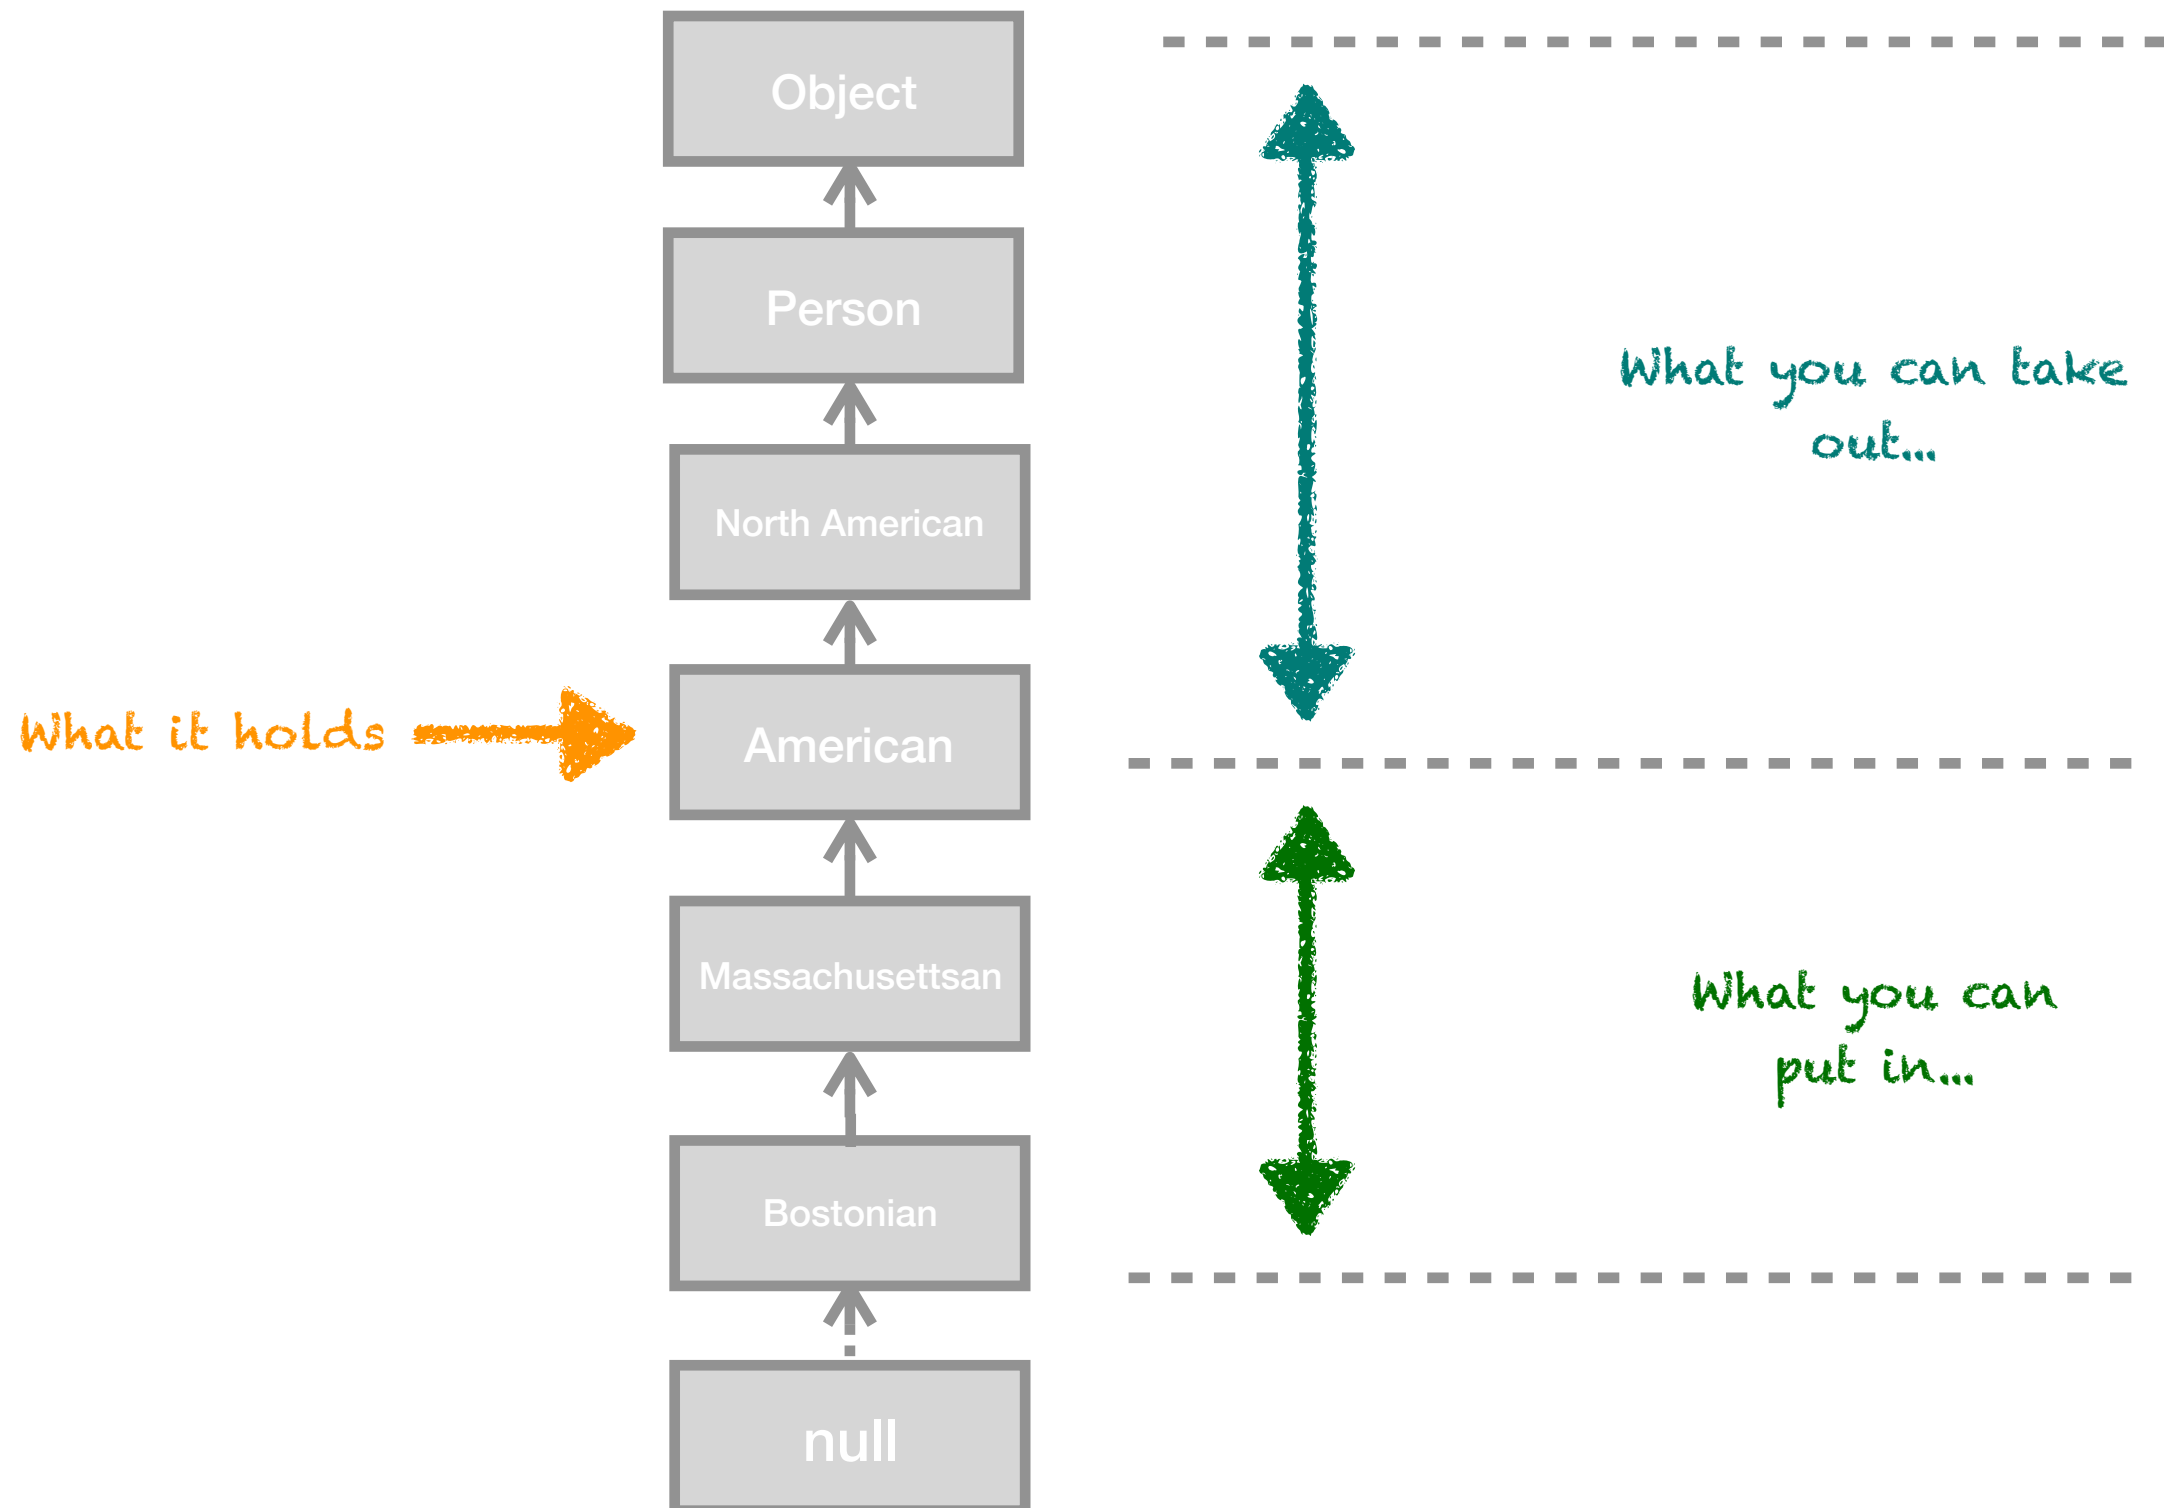 Object
Person
What you can take
out...
North American
What it holds
American
Massachusettsan
What you can
put in...
Bostonian
null